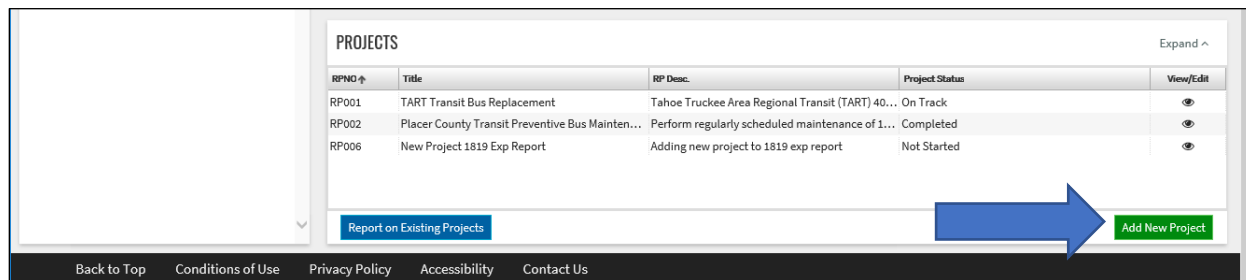 PROJECTS
Expand
RPNO Title RP Desc. Project Status View/Edit
RP001 TART Transit Bus Replacement Tahoe Truckee Area Regional Transit (TART) 40... On Track
RP002 Placer County Transit Preventive Bus Mainten... Perform regularly scheduled maintenance of 1... Completed
RP006 New Project 1819 Exp Report Adding new project to 1819 exp report Not Started
Report on Existing Projects Add New Project
Back to Top Conditions of Use Privacy Policy Accessibility Contact Us